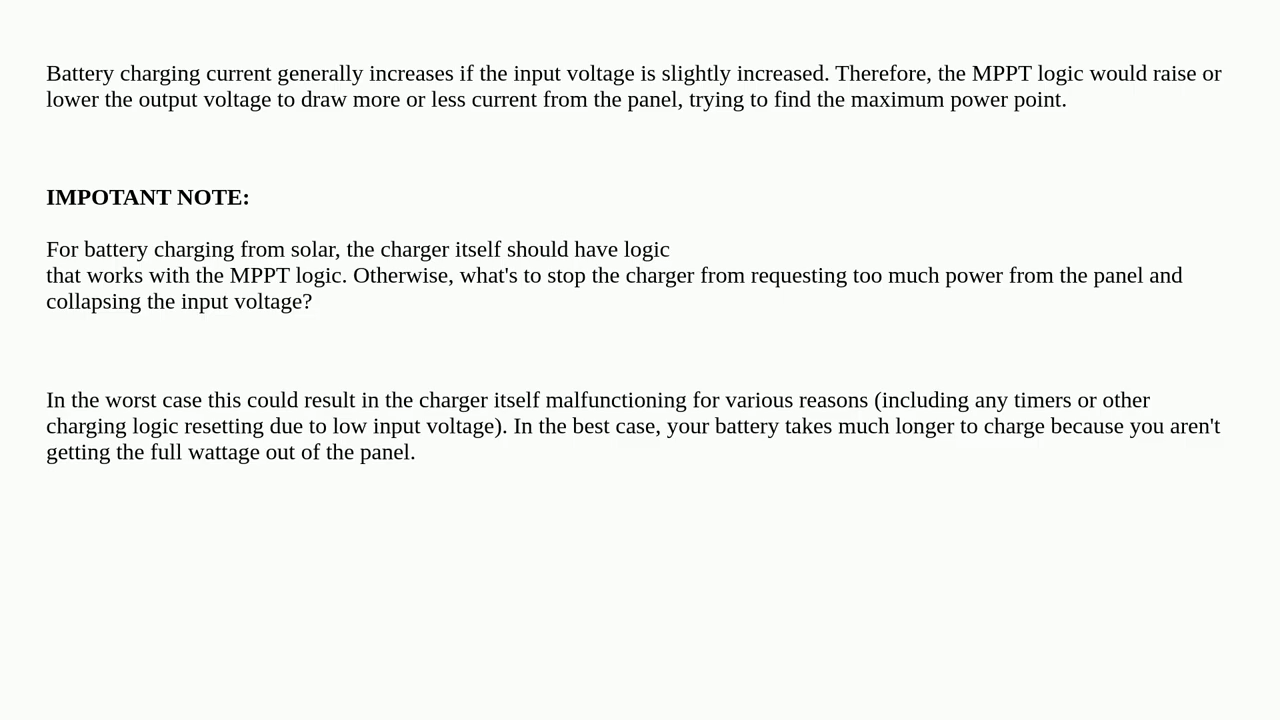 Battery charging current generally increases if the input voltage is slightly increased. Therefore, the MPPT logic would raise or
lower the output voltage to draw more or less current from the panel, trying to find the maximum power point.
IMPOTANT NOTE:
For battery charging from solar, the charger itself should have logic
that works with the MPPT logic. Otherwise, what's to stop the charger from requesting too much power from the panel and
collapsing the input voltage?
In the worst case this could result in the charger itself malfunctioning for various reasons (including any timers or other
charging logic resetting due to low input voltage). In the best case, your battery takes much longer to charge because you aren't
getting the full wattage out of the panel.